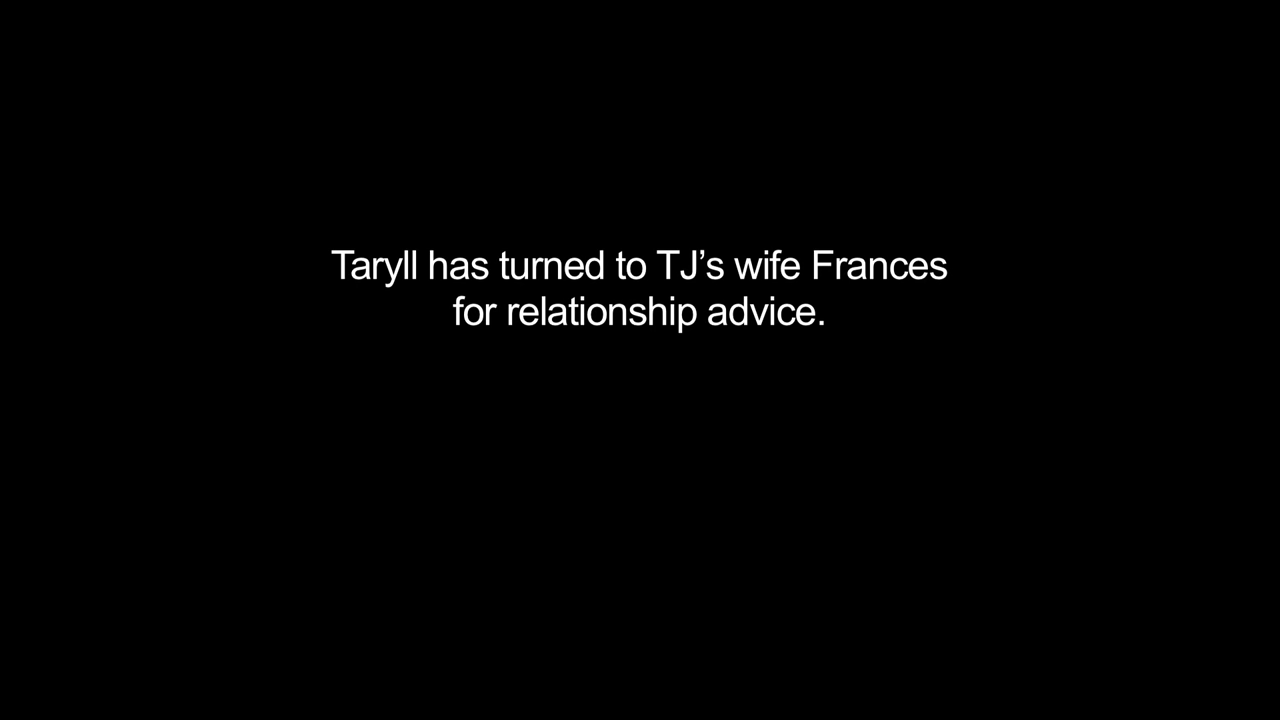 Taryll has turned to TJ’s wife Frances
for relationship advice.